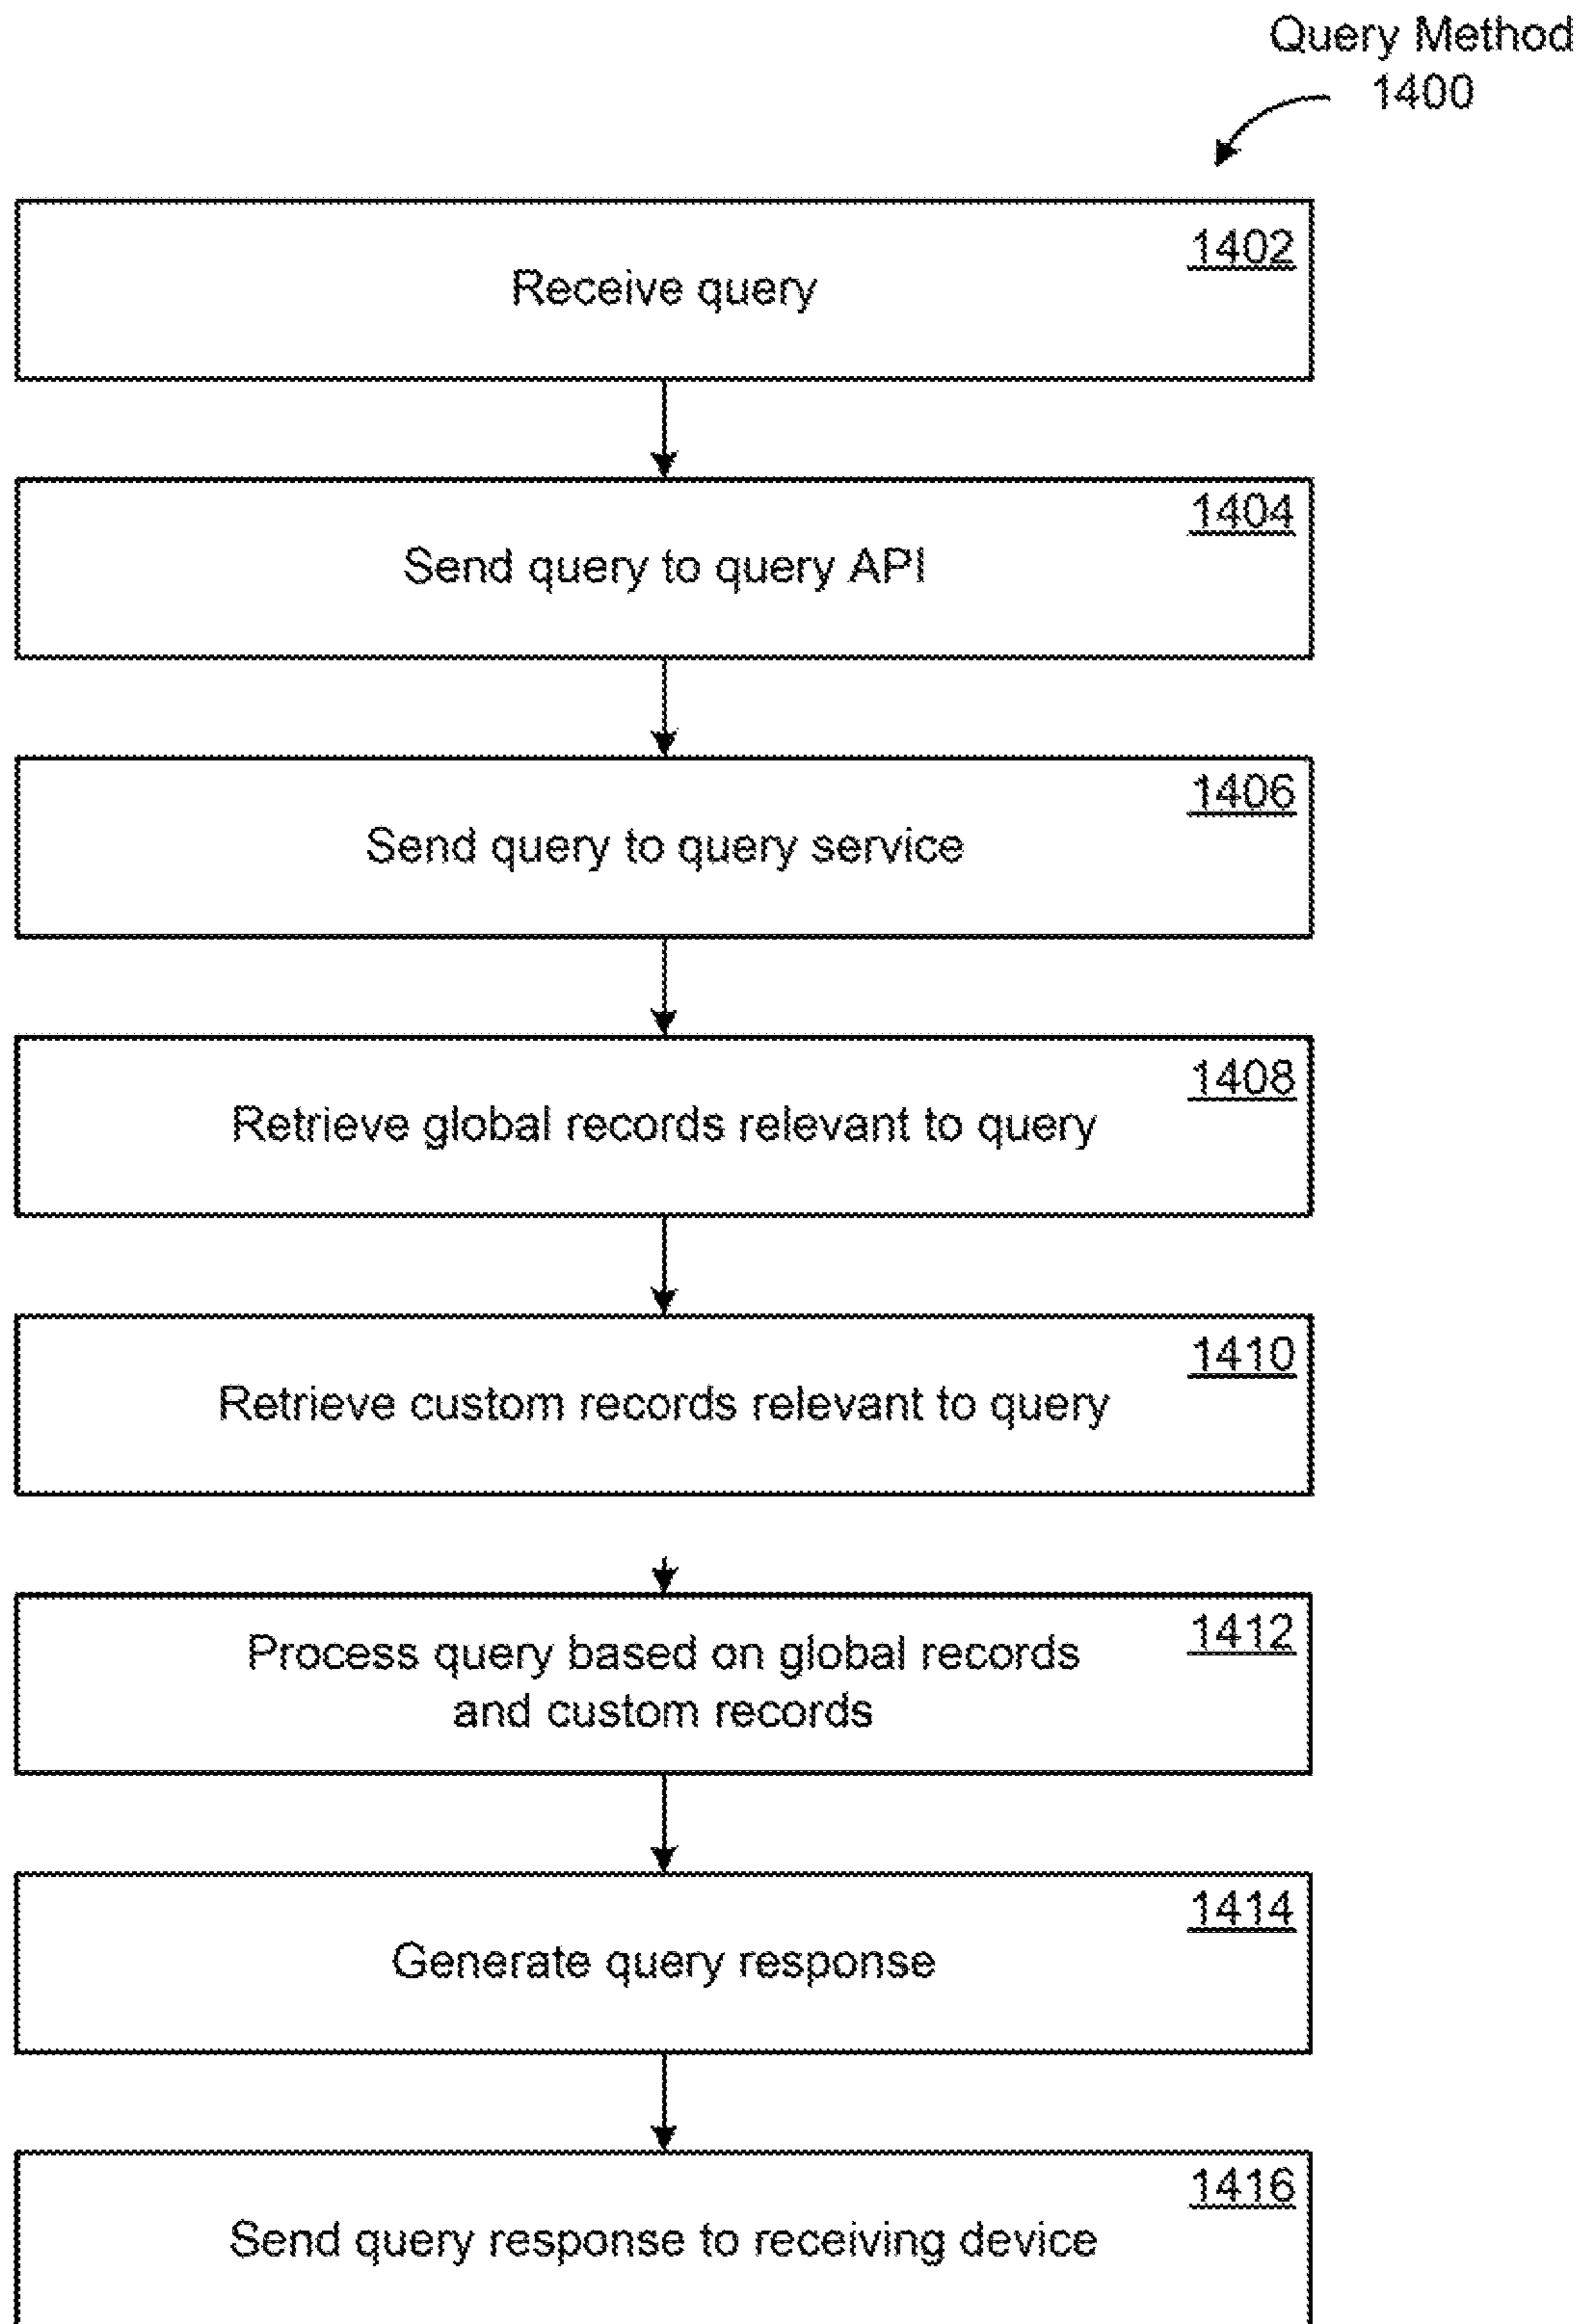 Query Method
1400
1402
Receive query
1404
Send query to query API
1406
Send query to query service
1408
Retrieve global records relevant to query
1410
Retrieve custom records relevant to query
1412
Process query based on global records
and custom records
1414
Generate query response
1416
Send query response to receiving device